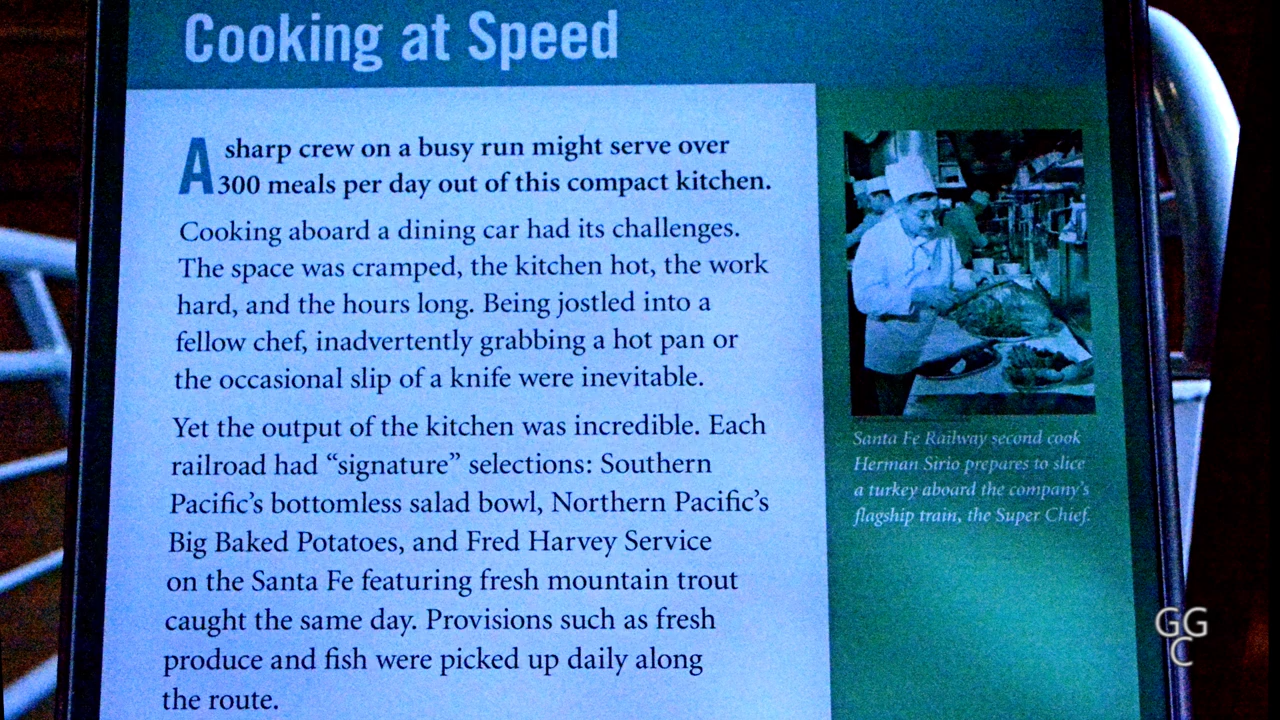 Cooking at Speed
A sharp crew on a busy run might serve over
300 meals per day out of this compact kitchen.
Cooking aboard a dining car had its challenges.
The space was cramped, the kitchen hot, the work
hard, and the hours long. Being jostled into a
fellow chef, inadvertently grabbing a hot pan or
the occasional slip of a knife were inevitable.
Yet the output of the kitchen was incredible. Each
railroad had “signature” selections: Southern
Pacific’s bottomless salad bowl, Northern Pacific’s
Big Baked Potatoes, and Fred Harvey Service
on the Santa Fe featuring fresh mountain trout
caught the same day. Provisions such as fresh
produce and fish were picked up daily along
the route.
Santa Fe Railway second cook
Herman Sirio prepares to slice
a turkey aboard the company’s
flagship train, the Super Chief.
GG
C